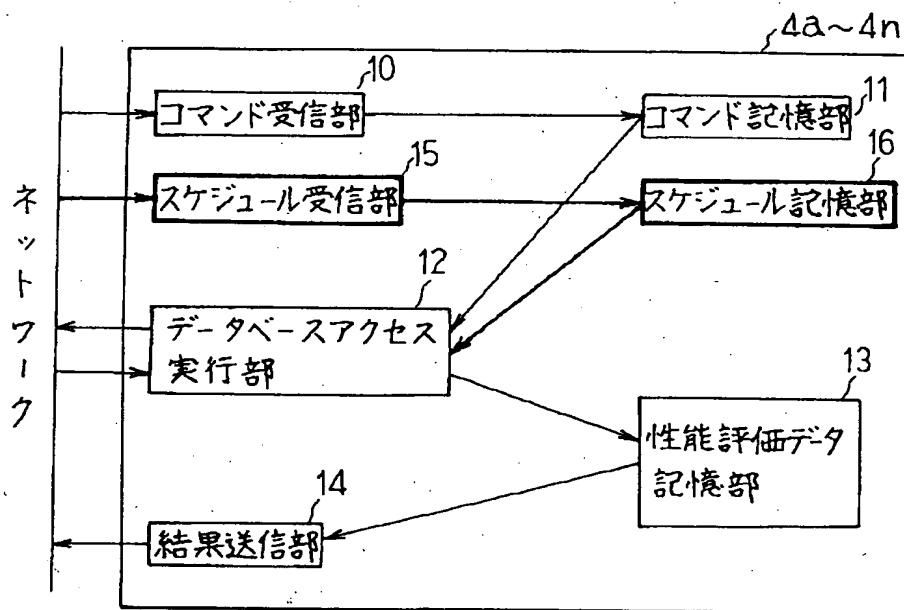 4a～4n
10
コマンド受信部
11
コマンド記憶部
15
スケジュール受信部
16
スケジュール記憶部
ネットワーク
12
データベースアクセス
実行部
13
性能評価データ
記憶部
14
結果送信部